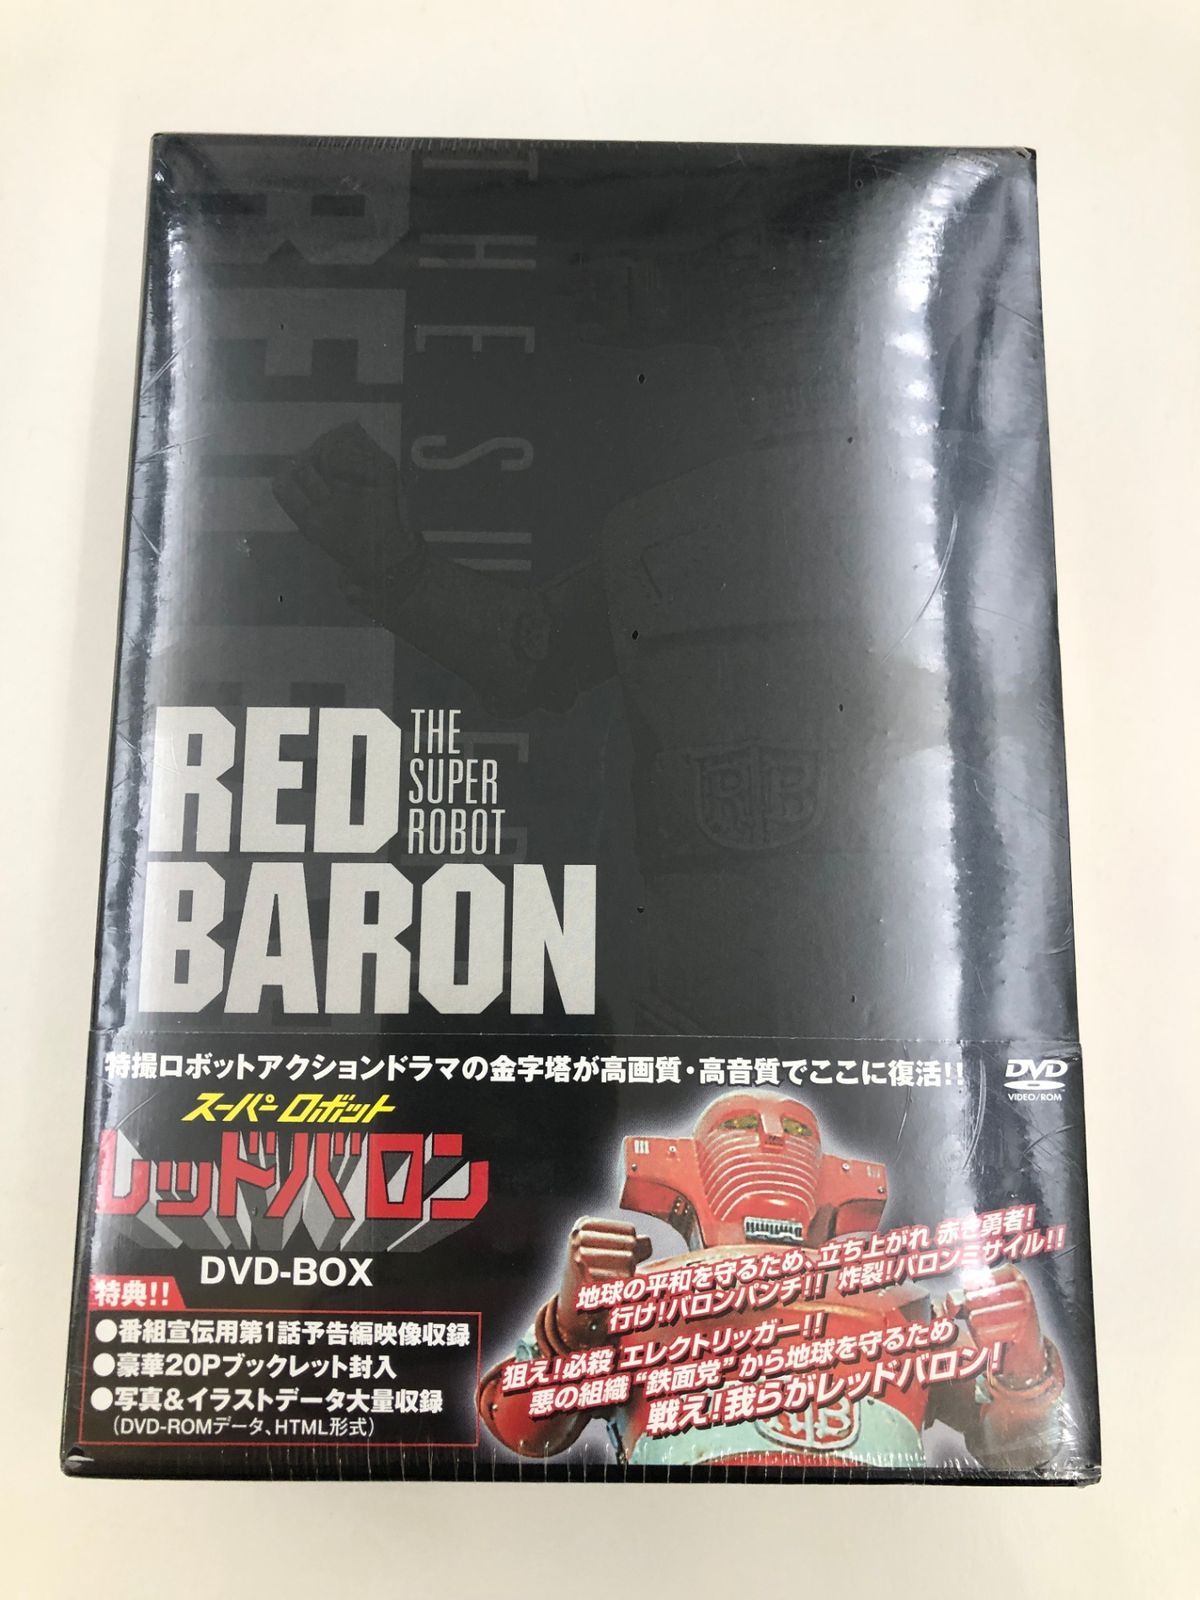 THE SU
RED
THE
SUPER
ROBOT
BARON
RB
特撮ロボットアクションドラマの金字塔が高画質・高音質でここに復活!!
DVD
VIDEO/ROM
スーパーロボット
レッドバロン
DVD-BOX
特典!!
●番組宣伝用第1話予告編映像収録
●豪華20Pブックレット封入
●写真&イラストデータ大量収録
(DVD-ROMデータ、HTML形式)
地球の平和を守るため、立ち上がれ 赤き勇者!
行け!バロンパンチ!! 炸裂!バロンミサイル!!
狙え!必殺 エレクトリッガー!!
悪の組織 “鉄面党”から地球を守るため
戦え!我らがレッドバロン!
RB